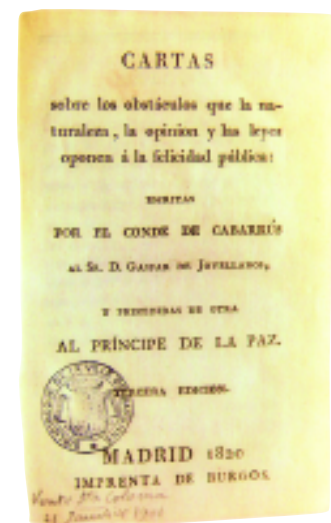 CARTAS
sobre los obstáculos que la na-
turaleza, la opinion y las leyes
oponen á la felicidad pública:
ESCRITAS
POR EL CONDE DE CABARRÚS
AL SR. D. GASPAR DE JOVELLANOS,
Y PRECEDIDAS DE OTRA
AL PRÍNCIPE DE LA PAZ.
TERCERA EDICION.
MADRID 1820
IMPRENTA DE BURGOS.